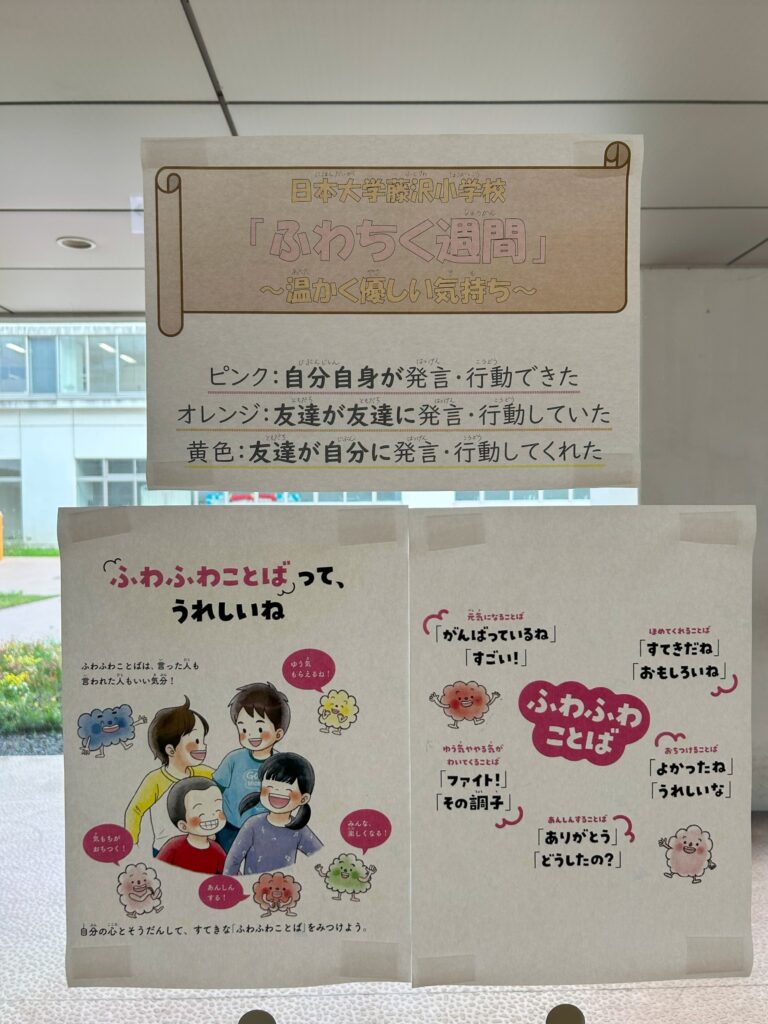 日本大学藤沢小学校
「ふわちく週間」
～温かく優しい気持ち～
ピンク：自分自身が発言・行動できた
オレンジ：友達が友達に発言・行動していた
黄色：友達が自分に発言・行動してくれた
ふわふわことばって、
うれしいね
ふわふわことばは、言った人も
言われた人もいい気分！
ゆう気
もらえるね！
気もちが
おちつく！
あんしん
する！
みんな、
楽しくなる！
自分の心とそうだんして、すてきな「ふわふわことば」をみつけよう。
元気になることば
「がんばっているね」
「すごい！」
ほめてくれることば
「すてきだね」
「おもしろいね」
ふわふわ
ことば
ゆう気ややる気が
わいてくることば
「ファイト！」
「その調子」
おちつけることば
「よかったね」
「うれしいな」
あんしんすることば
「ありがとう」
「どうしたの？」